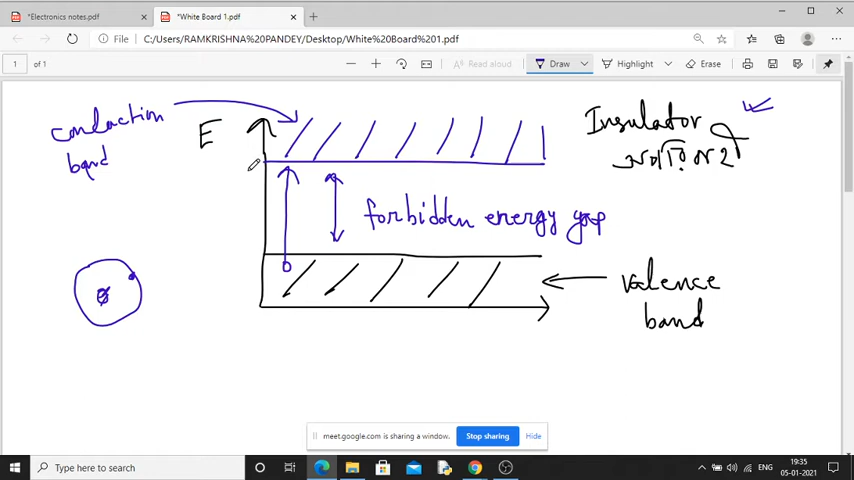 *Electronics notes.pdf
*White Board 1.pdf
File
C:/Users/RAMKRISHNA%20PANDEY/Desktop/White%20Board%201.pdf
1 of 1
Read aloud
Draw
Highlight
Erase
conduction
band
E
Insulator
forbidden energy gap
valence
band
meet.google.com is sharing a window.
Stop sharing
Hide
Type here to search
ENG
19:35
05-01-2021